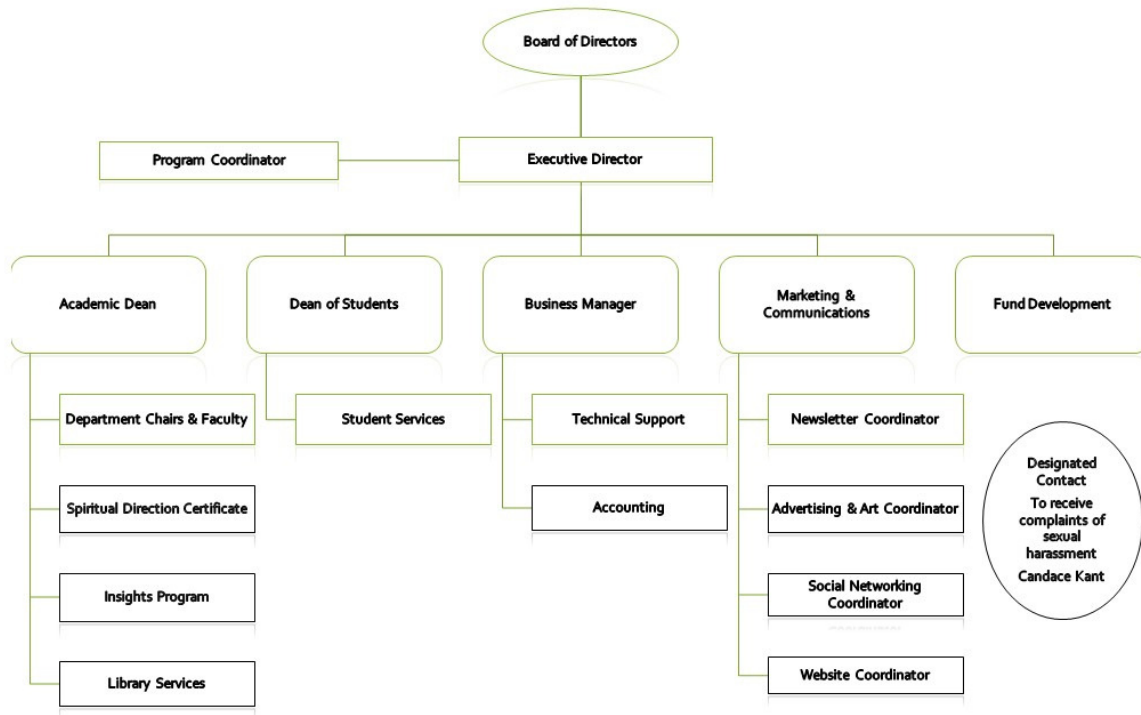 Board of Directors
Program Coordinator
Executive Director
Academic Dean
Dean of Students
Business Manager
Marketing &
Communications
Fund Development
Department Chairs & Faculty
Student Services
Technical Support
Newsletter Coordinator
Spiritual Direction Certificate
Accounting
Advertising & Art Coordinator
Insights Program
Social Networking
Coordinator
Library Services
Website Coordinator
Designated
Contact
To receive
complaints of
sexual
harassment
Candace Kant